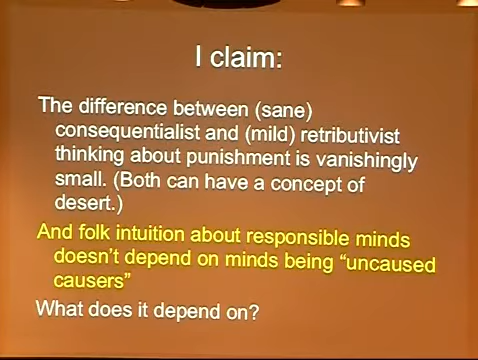 I claim:
The difference between (sane)
consequentialist and (mild) retributivist
thinking about punishment is vanishingly
small. (Both can have a concept of
desert.)
And folk intuition about responsible minds
doesn't depend on minds being "uncaused
causers"
What does it depend on?